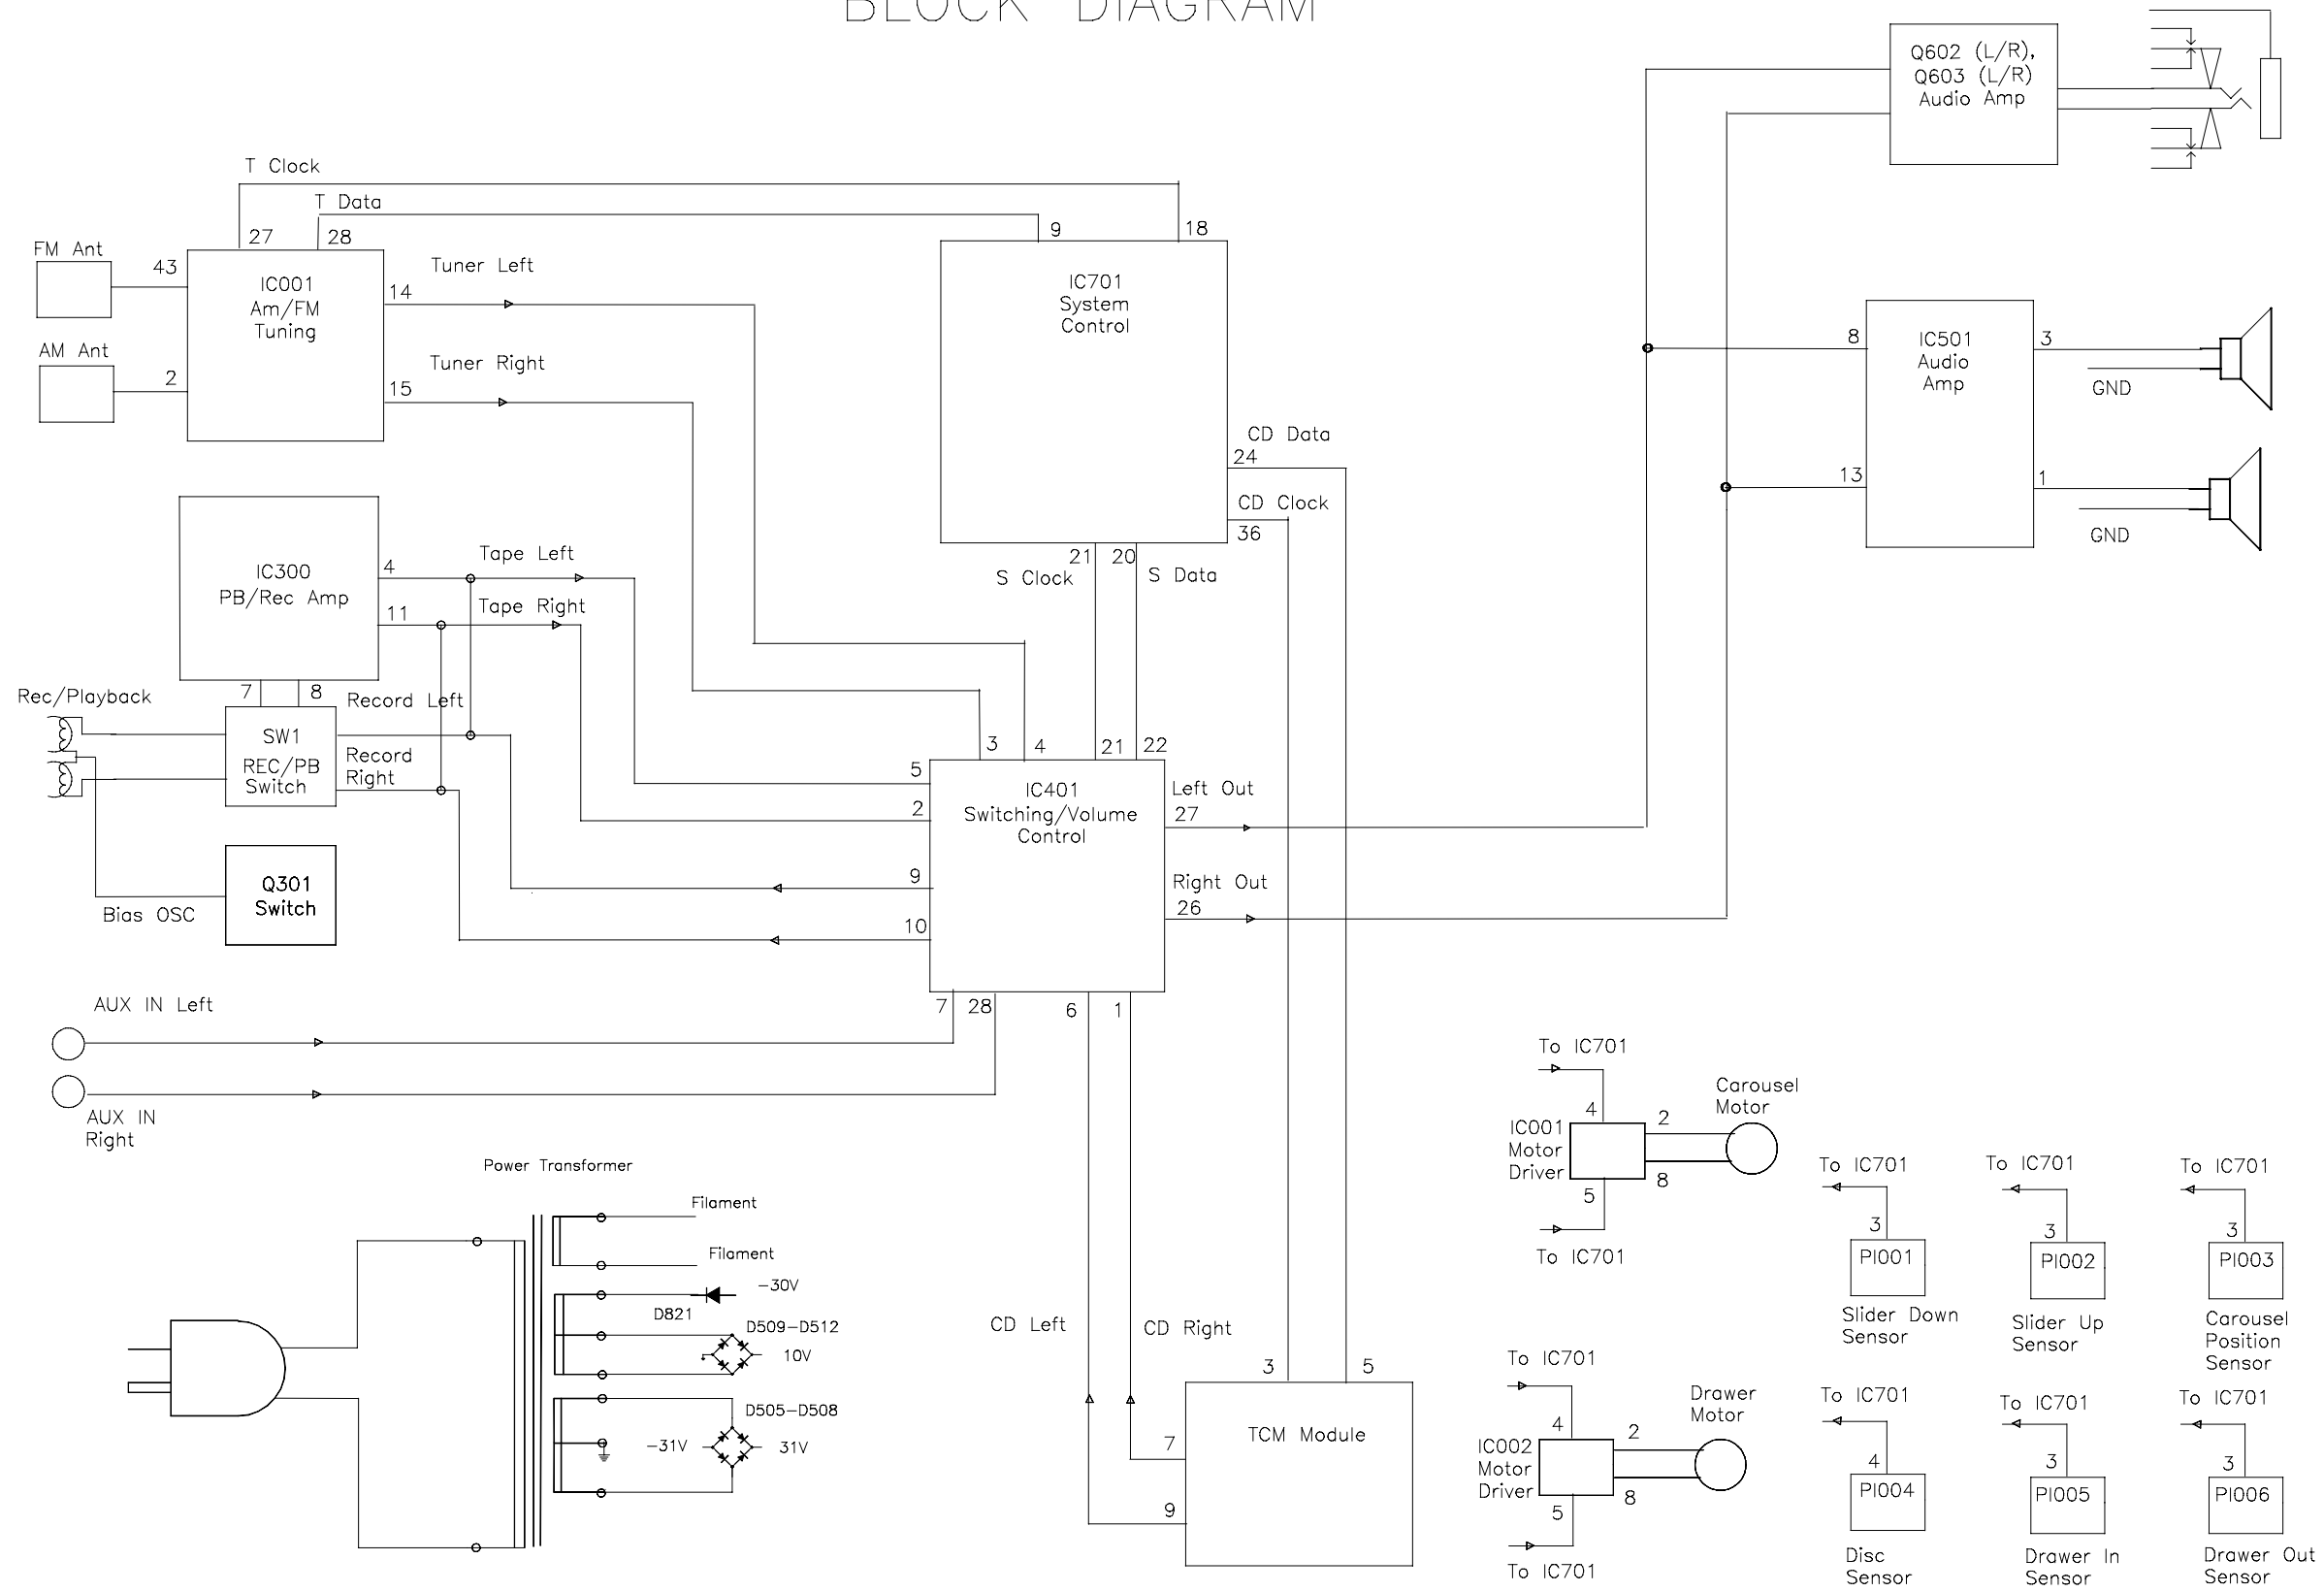 BLOCK DIAGRAM
Q602 (L/R),
Q603 (L/R)
Audio Amp
T Clock
T Data
27
28
9
18
FM Ant
43
IC001
Am/FM
Tuning
Tuner Left
14
AM Ant
2
Tuner Right
15
IC701
System
Control
CD Data
24
CD Clock
36
21
20
S Clock
S Data
8
IC501
Audio
Amp
3
GND
13
1
GND
IC300
PB/Rec Amp
4
Tape Left
11
Tape Right
7
8
Rec/Playback
Record Left
SW1
REC/PB
Switch
Record
Right
Q301
Switch
Bias OSC
3
4
21
22
5
2
9
10
IC401
Switching/Volume
Control
Left Out
27
Right Out
26
7
28
6
1
AUX IN Left
AUX IN
Right
Power Transformer
Filament
Filament
-30V
D821
D509-D512
10V
D505-D508
-31V
31V
CD Left
CD Right
3
5
7
9
TCM Module
To IC701
4
IC001
Motor
Driver
2
8
Carousel
Motor
5
To IC701
To IC701
4
IC002
Motor
Driver
2
8
Drawer
Motor
5
To IC701
To IC701
3
PI001
Slider Down
Sensor
To IC701
3
PI002
Slider Up
Sensor
To IC701
3
PI003
Carousel
Position
Sensor
To IC701
4
PI004
Disc
Sensor
To IC701
3
PI005
Drawer In
Sensor
To IC701
3
PI006
Drawer Out
Sensor